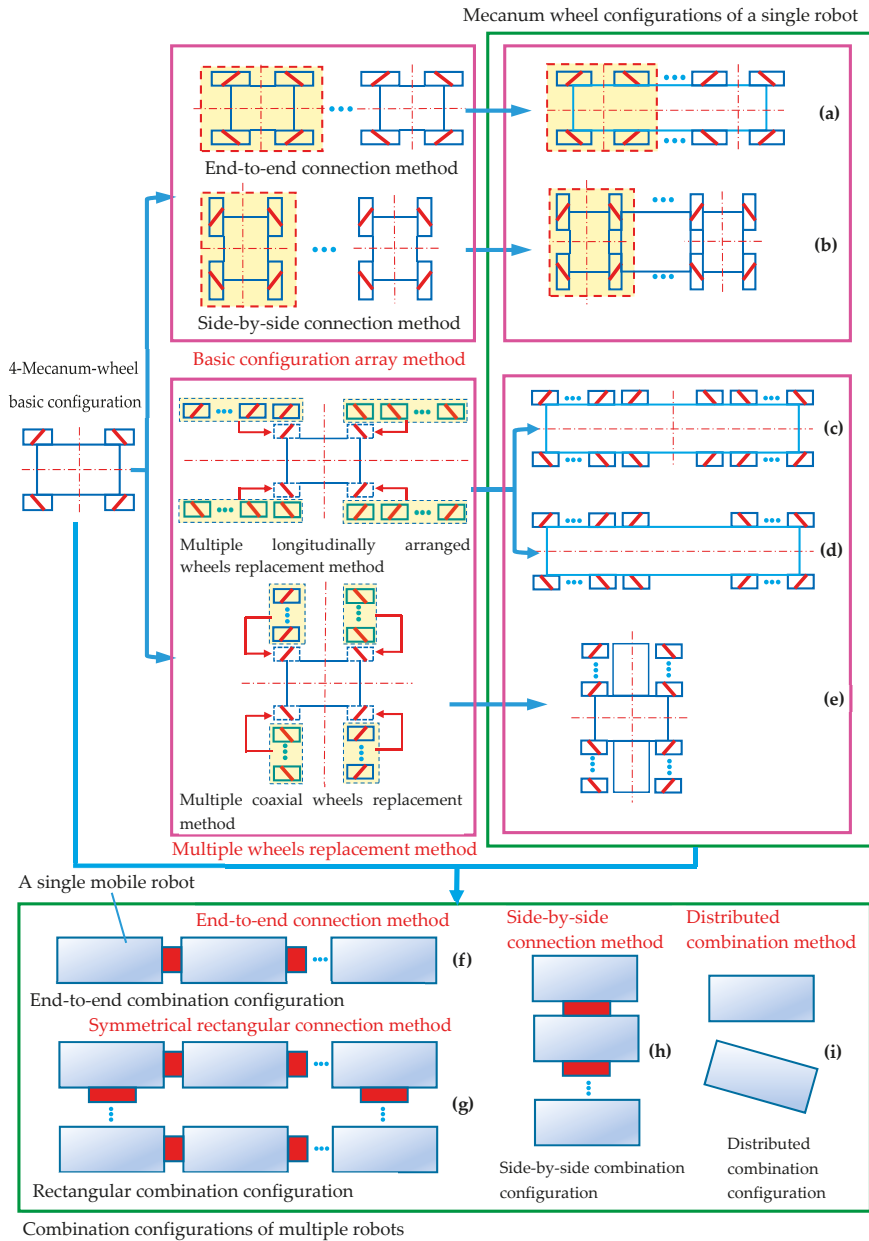 Mecanum wheel configurations of a single robot
(a)
End-to-end connection method
(b)
Side-by-side connection method
Basic configuration array method
4-Mecanum-wheel
basic configuration
(c)
Multiple longitudinally arranged
wheels replacement method
(d)
(e)
Multiple coaxial wheels replacement
method
Multiple wheels replacement method
A single mobile robot
End-to-end connection method
(f)
End-to-end combination configuration
Symmetrical rectangular connection method
(g)
Rectangular combination configuration
Side-by-side
connection method
(h)
Side-by-side combination
configuration
Distributed
combination method
(i)
Distributed
combination
configuration
Combination configurations of multiple robots